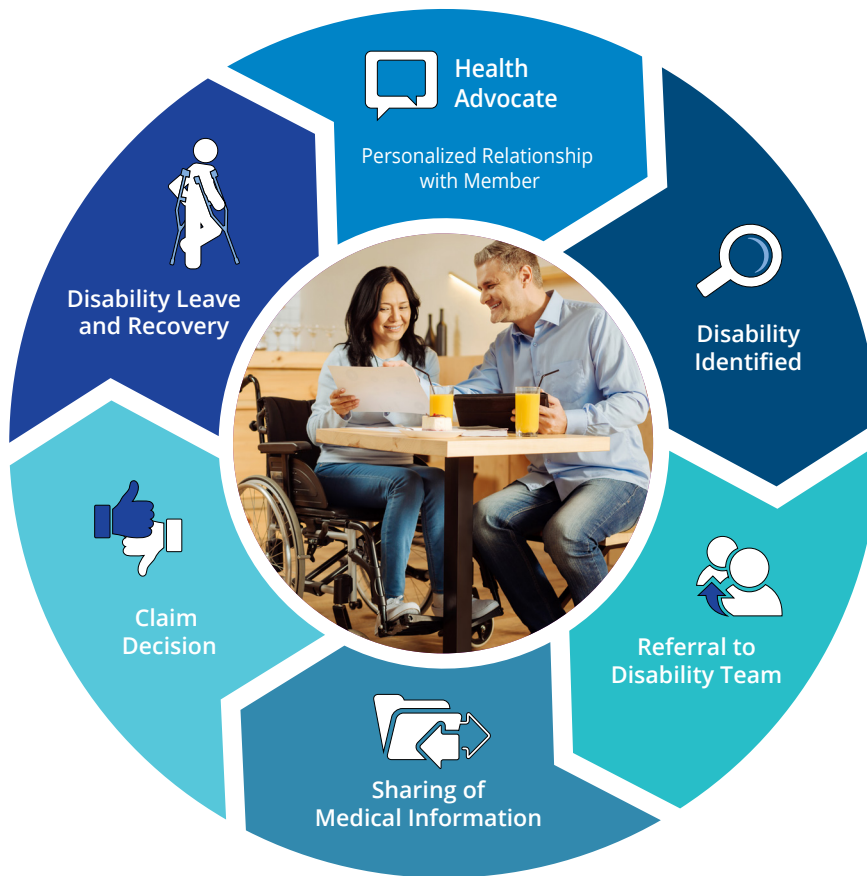 Health
Advocate
Personalized Relationship
with Member
Disability
Identified
Referral to
Disability Team
Sharing of
Medical Information
Claim
Decision
Disability Leave
and Recovery